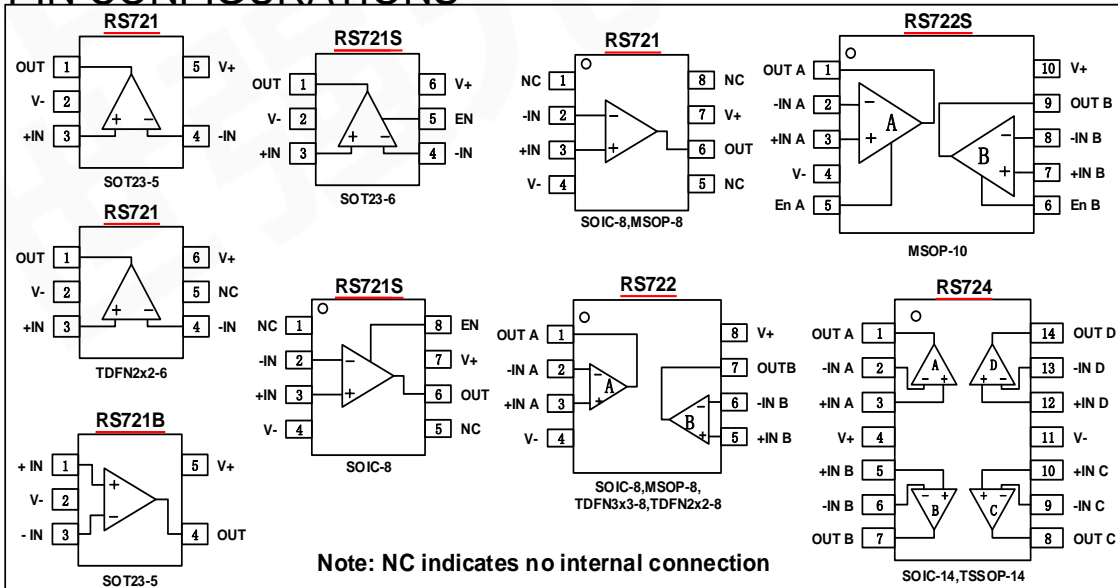 PIN CONFIGURATIONS
RS721
OUT 1 5 V+
V- 2
+IN 3 4 -IN
+ −
SOT23-5
RS721S
OUT 1 6 V+
V- 2 5 EN
+IN 3 4 -IN
+ −
SOT23-6
RS721
NC 1 8 NC
-IN 2 − 7 V+
+IN 3 + 6 OUT
V- 4 5 NC
SOIC-8,MSOP-8
RS722S
OUT A 1 10 V+
-IN A 2 − A 9 OUT B
+IN A 3 + − 8 -IN B
V- 4 B + 7 +IN B
En A 5 6 En B
MSOP-10
RS721
OUT 1 6 V+
V- 2 5 NC
+IN 3 4 -IN
+ −
TDFN2x2-6
RS721S
NC 1 8 EN
-IN 2 − 7 V+
+IN 3 + 6 OUT
V- 4 5 NC
SOIC-8
RS722
OUT A 1 8 V+
-IN A 2 − A 7 OUTB
+IN A 3 + − 6 -IN B
V- 4 B + 5 +IN B
SOIC-8,MSOP-8,
TDFN3x3-8,TDFN2x2-8
RS724
OUT A 1 14 OUT D
-IN A 2 A D 13 -IN D
− + + −
+IN A 3 12 +IN D
V+ 4 11 V-
+IN B 5 10 +IN C
− + + −
-IN B 6 B C 9 -IN C
OUT B 7 8 OUT C
SOIC-14,TSSOP-14
RS721B
+ IN 1 + 5 V+
V- 2
- IN 3 − 4 OUT
SOT23-5
Note: NC indicates no internal connection